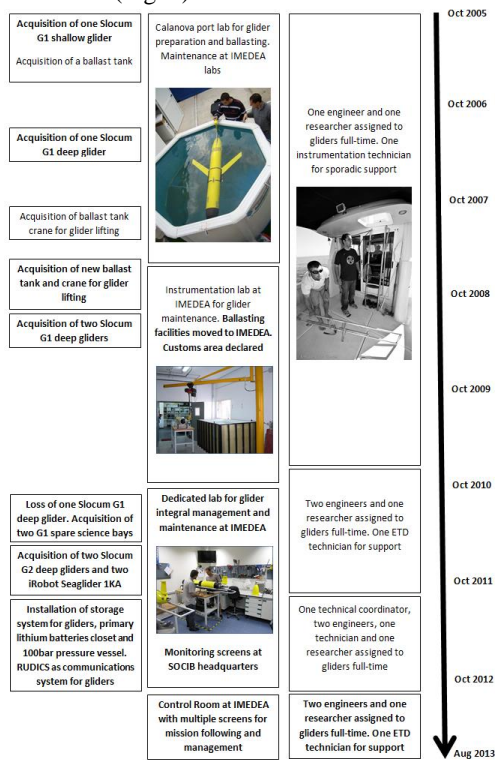 Acquisition of one Slocum
G1 shallow glider
Acquisition of a ballast tank
Acquisition of one Slocum
G1 deep glider
Acquisition of ballast tank
crane for glider lifting
Acquisition of new ballast
tank and crane for glider
lifting
Acquisition of two Slocum
G1 deep gliders
Loss of one Slocum G1
deep glider. Acquisition of
two G1 spare science bays
Acquisition of two Slocum
G2 deep gliders and two
iRobot Seaglider 1KA
Installation of storage
system for gliders, primary
lithium batteries closet and
100bar pressure vessel.
RUDICS as communications
system for gliders
Calanova port lab for glider
preparation and ballasting.
Maintenance at IMEDEA
labs
Instrumentation lab at
IMEDEA for glider
maintenance. Ballasting
facilities moved to IMEDEA.
Customs area declared
Dedicated lab for glider
integral management and
maintenance at IMEDEA
Monitoring screens at
SOCIB headquarters
Control Room at IMEDEA
with multiple screens for
mission following and
management
One engineer and one
researcher assigned to
gliders full-time. One
instrumentation technician
for sporadic support
Two engineers and one
researcher assigned to
gliders full-time. One ETD
technician for support
One technical coordinator,
two engineers, one
technician and one
researcher assigned to
gliders full-time
Two engineers and one
researcher assigned to
gliders full-time. One ETD
technician for support
Oct 2005
Oct 2006
Oct 2007
Oct 2008
Oct 2009
Oct 2010
Oct 2011
Oct 2012
Aug 2013